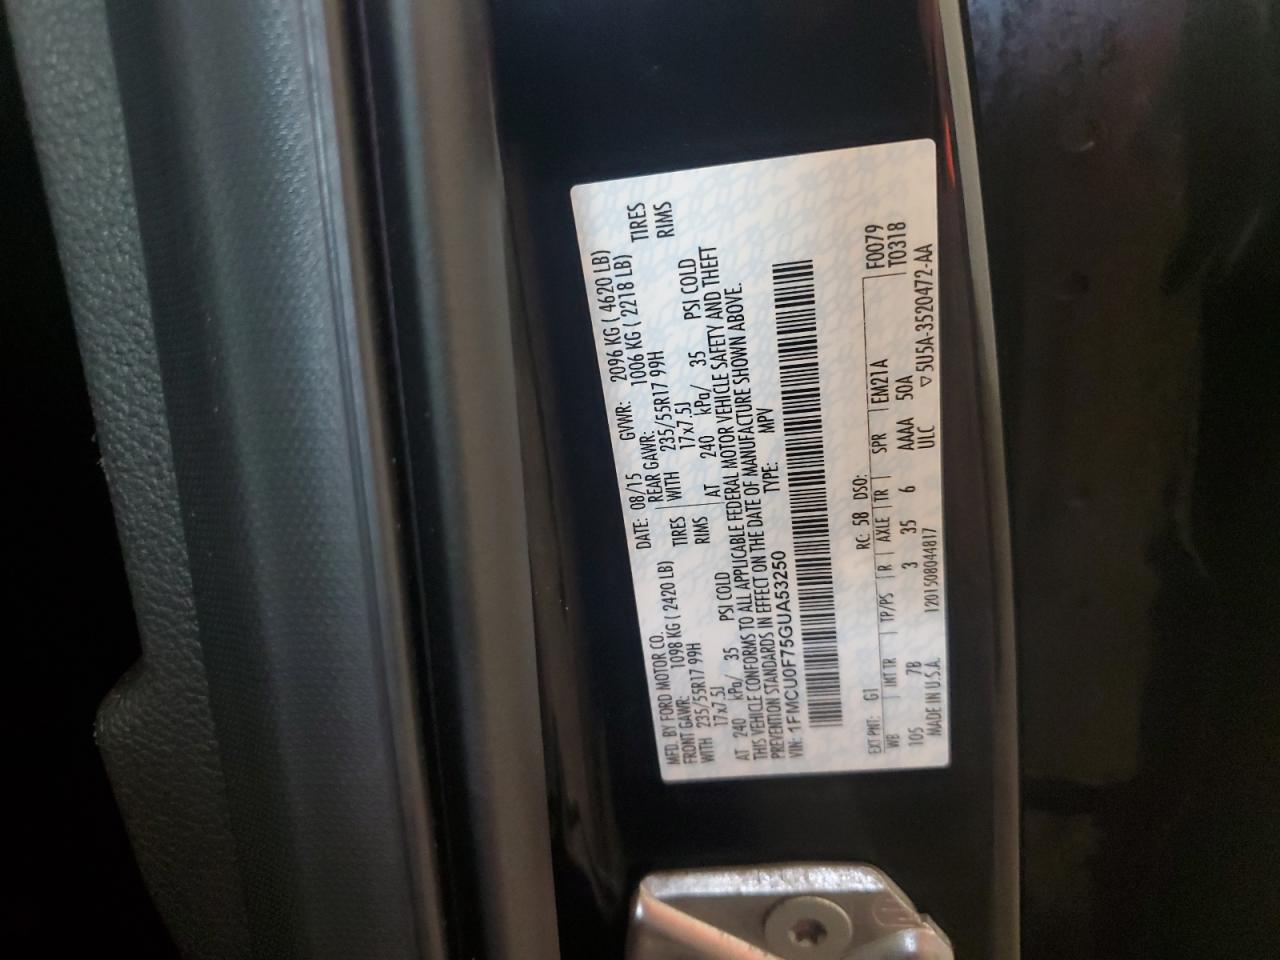 MFD. BY FORD MOTOR CO. DATE: 08/15 GVWR: 2096 KG ( 4620 LB)
FRONT GAWR: 1098 KG ( 2420 LB) REAR GAWR: 1006 KG ( 2218 LB)
WITH 235/55R17 99H TIRES WITH 235/55R17 99H TIRES
17x7.5J RIMS 17x7.5J RIMS
AT 240 kPa/ 35 PSI COLD AT 240 kPa/ 35 PSI COLD
THIS VEHICLE CONFORMS TO ALL APPLICABLE FEDERAL MOTOR VEHICLE SAFETY AND THEFT
PREVENTION STANDARDS IN EFFECT ON THE DATE OF MANUFACTURE SHOWN ABOVE.
VIN: 1FMCU0F75GUA53250 TYPE: MPV
F0079
EXT PNT: G1 RC: 58 DSO: T0318
WB INT TR TP/PS R AXLE TR SPR EM21A
105 7B 3 35 6 AAAA 50A
MADE IN U.S.A. 1201508044817 ULC ▽5U5A-3520472-AA